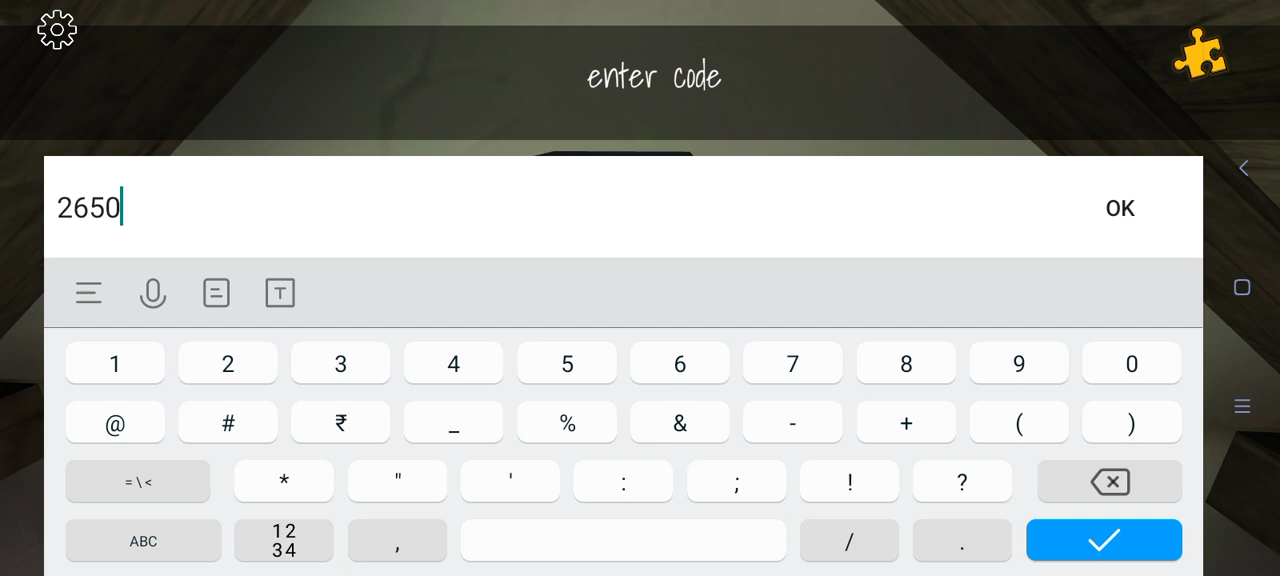 enter code
2650
OK
T
1 2 3 4 5 6 7 8 9 0
@ # ₹ _ % & - + ( )
=\< * " ' : ; ! ?
ABC 12 34 , / .